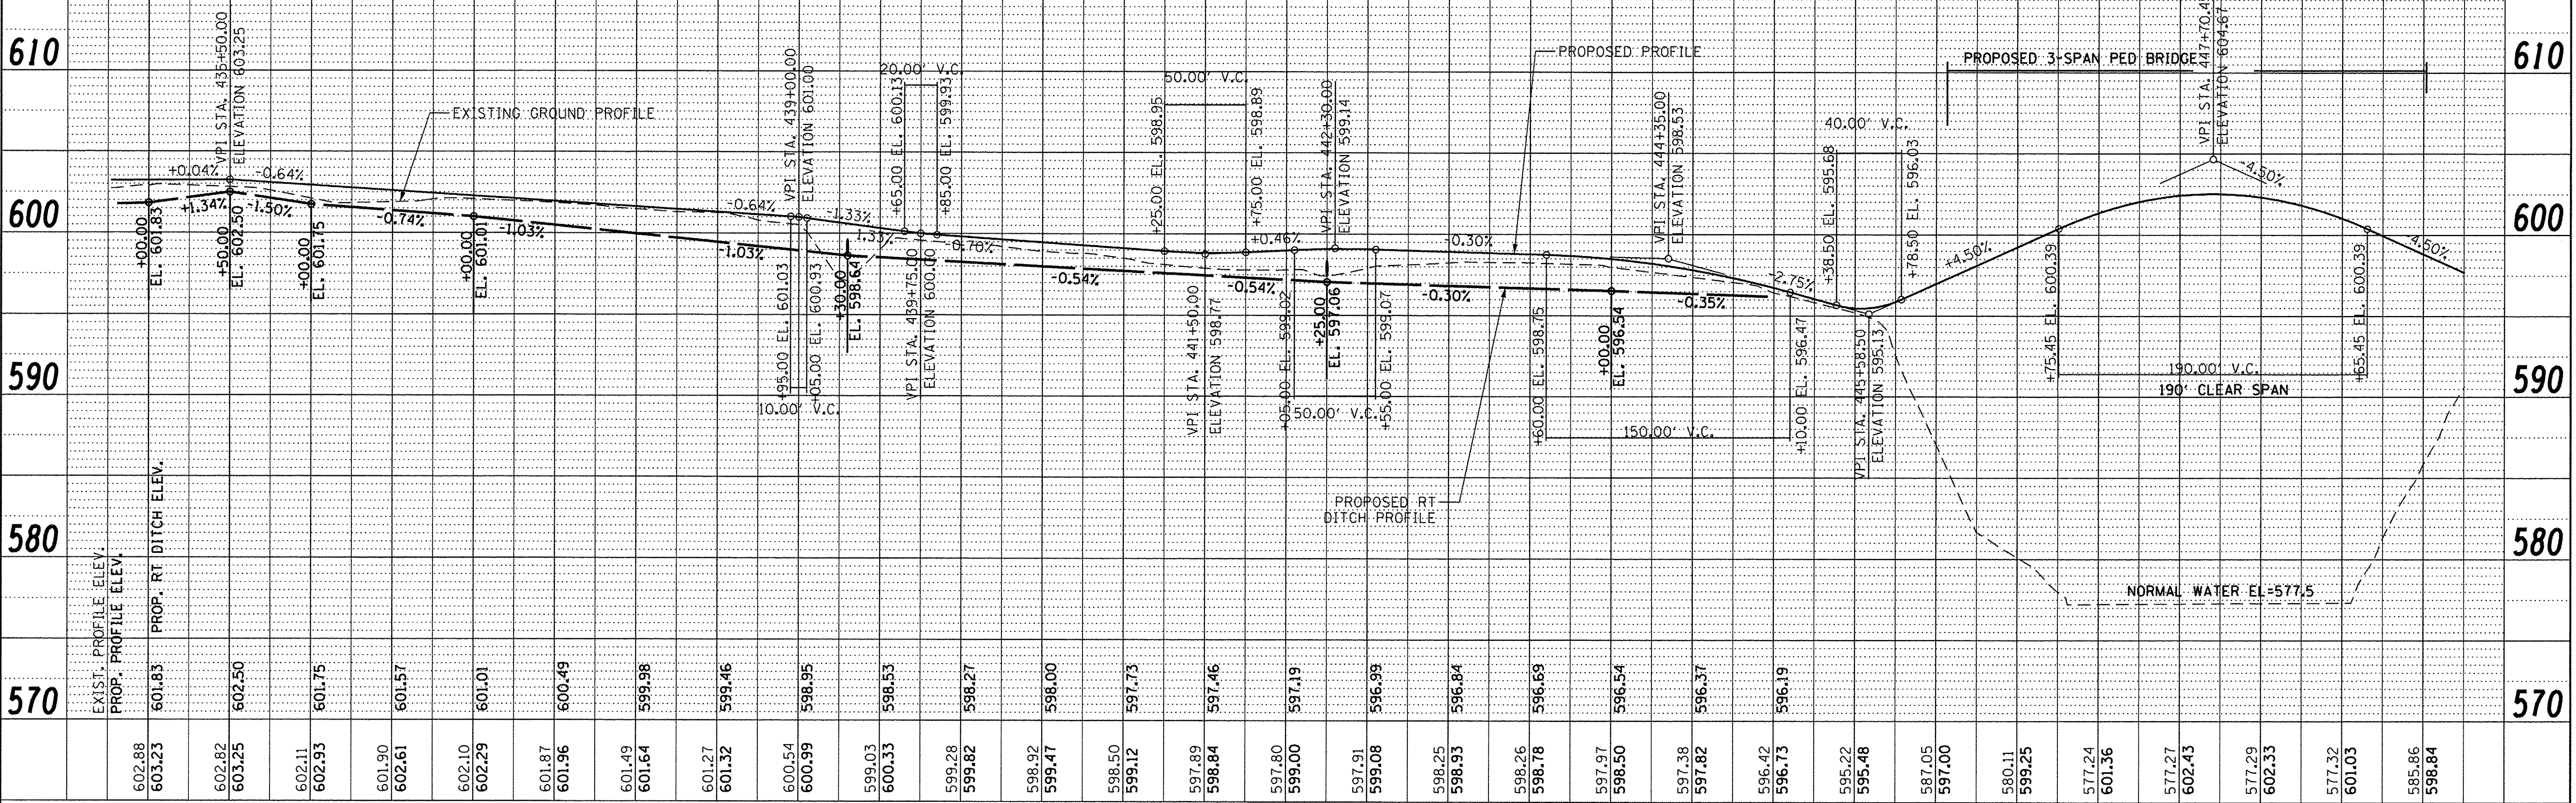 610
610
600
600
590
590
580
580
570
570
VPI STA. 435+50.00
ELEVATION 603.25
EXISTING GROUND PROFILE
+0.04%
-0.64%
+1.34%
-1.50%
-0.74%
-1.03%
+00.00
EL. 601.83
+50.00
EL. 602.50
+00.00
EL. 601.75
+00.00
EL. 601.01
-0.64%
-1.03%
VPI STA. 439+00.00
ELEVATION 601.00
+95.00 EL. 601.03
+05.00 EL. 600.93
10.00' V.C.
-1.33%
1.33%
+30.00
EL. 598.64
20.00' V.C.
+65.00 EL. 600.13
+85.00 EL. 599.93
VPI STA. 439+75.00
ELEVATION 600.00
-0.70%
-0.54%
50.00' V.C.
+25.00 EL. 598.95
+75.00 EL. 598.89
VPI STA. 441+50.00
ELEVATION 598.77
+0.46%
-0.54%
VPI STA. 442+30.00
ELEVATION 599.14
+05.00 EL. 599.02
+25.00
EL. 597.06
+55.00 EL. 599.07
50.00' V.C.
PROPOSED PROFILE
-0.30%
-0.30%
PROPOSED RT
DITCH PROFILE
+60.00 EL. 598.75
+00.00
EL. 596.54
150.00' V.C.
VPI STA. 444+35.00
ELEVATION 598.53
-2.75%
-0.35%
+10.00 EL. 596.47
40.00' V.C.
+38.50 EL. 595.68
+78.50 EL. 596.03
VPI STA. 445+58.50
ELEVATION 595.13
PROPOSED 3-SPAN PED BRIDGE
+4.50%
VPI STA. 447+70.4
ELEVATION 604.67
-4.50%
-4.50%
+75.45 EL. 600.39
+65.45 EL. 600.39
190.00' V.C.
190' CLEAR SPAN
NORMAL WATER EL=577.5
EXIST. PROFILE ELEV.
PROP. PROFILE ELEV.
PROP. RT DITCH ELEV.
601.83
602.50
601.75
601.57
601.01
600.49
599.98
599.46
598.95
598.53
598.27
598.00
597.73
597.46
597.19
596.99
596.84
596.69
596.54
596.37
596.19
602.88
603.23
602.82
603.25
602.11
602.93
601.90
602.61
602.10
602.29
601.87
601.96
601.49
601.64
601.27
601.32
600.54
600.99
599.03
600.33
599.28
599.82
598.92
599.47
598.50
599.12
597.89
598.84
597.80
599.00
597.91
599.08
598.25
598.93
598.26
598.78
597.97
598.50
597.38
597.82
596.42
596.73
595.22
595.48
587.05
597.00
580.11
599.25
577.24
601.36
577.27
602.43
577.29
602.33
577.32
601.03
585.86
598.84